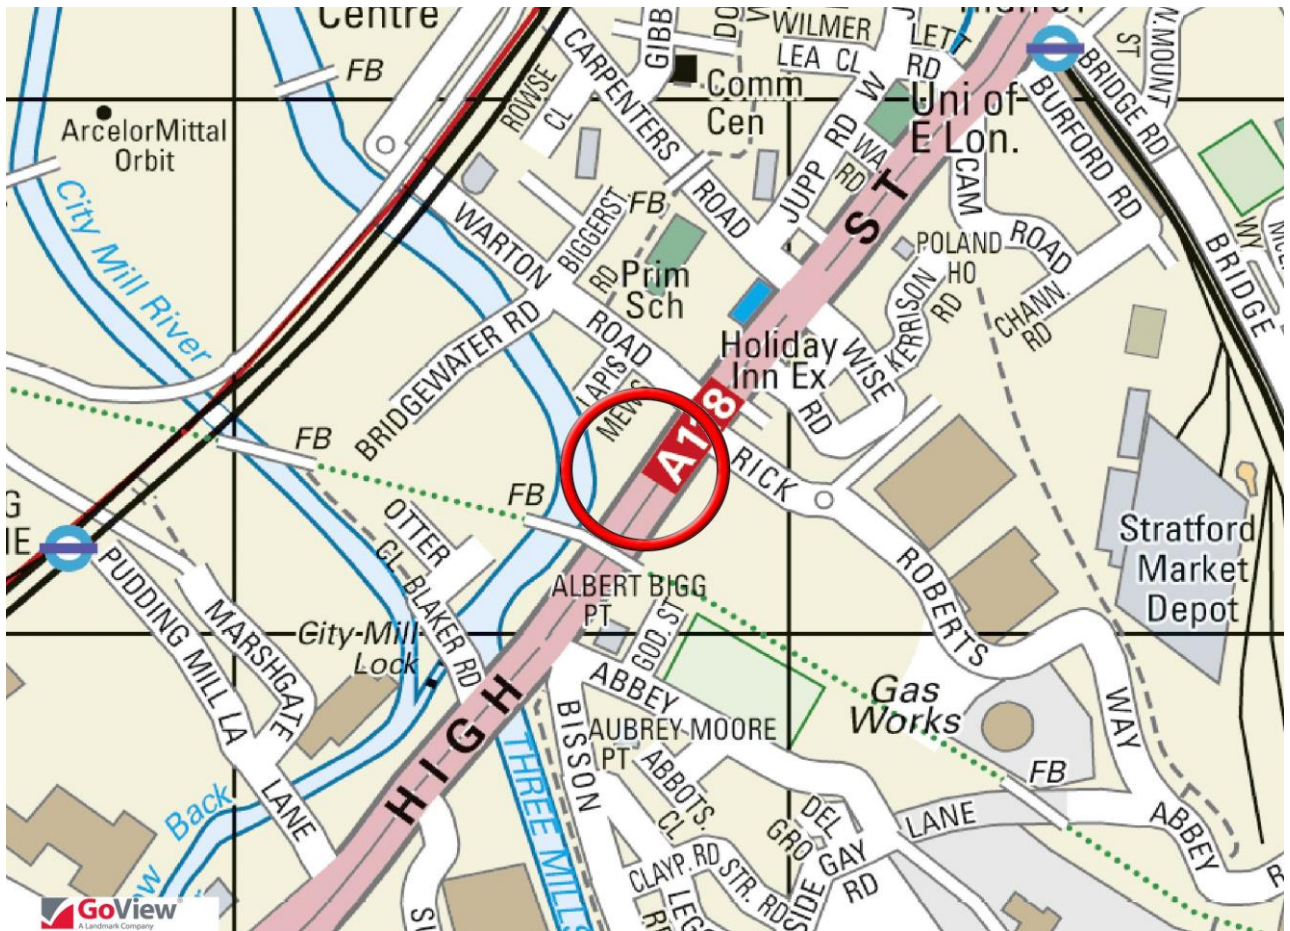 Centre
FB
ArcelorMittal
Orbit
City Mill River
CARPENTERS
ROAD
GIBB
ROWSE
CL
WILMER
LEA CL
LETT
RD
Comm
Cen
JUPP RD W
Uni of
E Lon.
BURFORD RD
BRIDGE RD
N. MOUNT
ST
BRIDGE
WY
CAM
ROAD
CHANN.
RD
POLAND
HO
KERRISON
RD
WISE
RD
WARTON
ROAD
BIGGERST.
RD
FB
Prim
Sch
BRIDGEWATER RD
LAPIS
MEWS
Holiday
Inn Ex
A118
HIGH
ST
RICK
ROBERTS
WAY
Stratford
Market
Depot
FB
FB
OTTER
CL
BLAKER RD
City-Mill
Lock
PUDDING MILL LA
MARSHGATE
LANE
ALBERT BIGG
PT
GOD. ST
ABBEY
LANE
AUBREY MOORE
PT
BISSON
ABBOTS.
CL
CLAYP. RD
STR. RD
DEL
GRO
GAY
RD
SIDE
Gas
Works
FB
ABBEY
THREE MILLS
Back
GoView
A Landmark Company